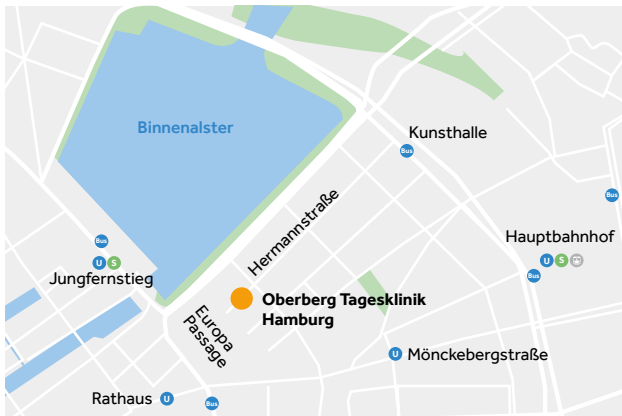 Binnenalster
Kunsthalle
Bus
Bus
Hermannstraße
Hauptbahnhof
Bus
U S
Bus
U S
Jungfernstieg
Oberberg Tagesklinik
Hamburg
Europa
Passage
U Mönckebergstraße
Rathaus U
Bus